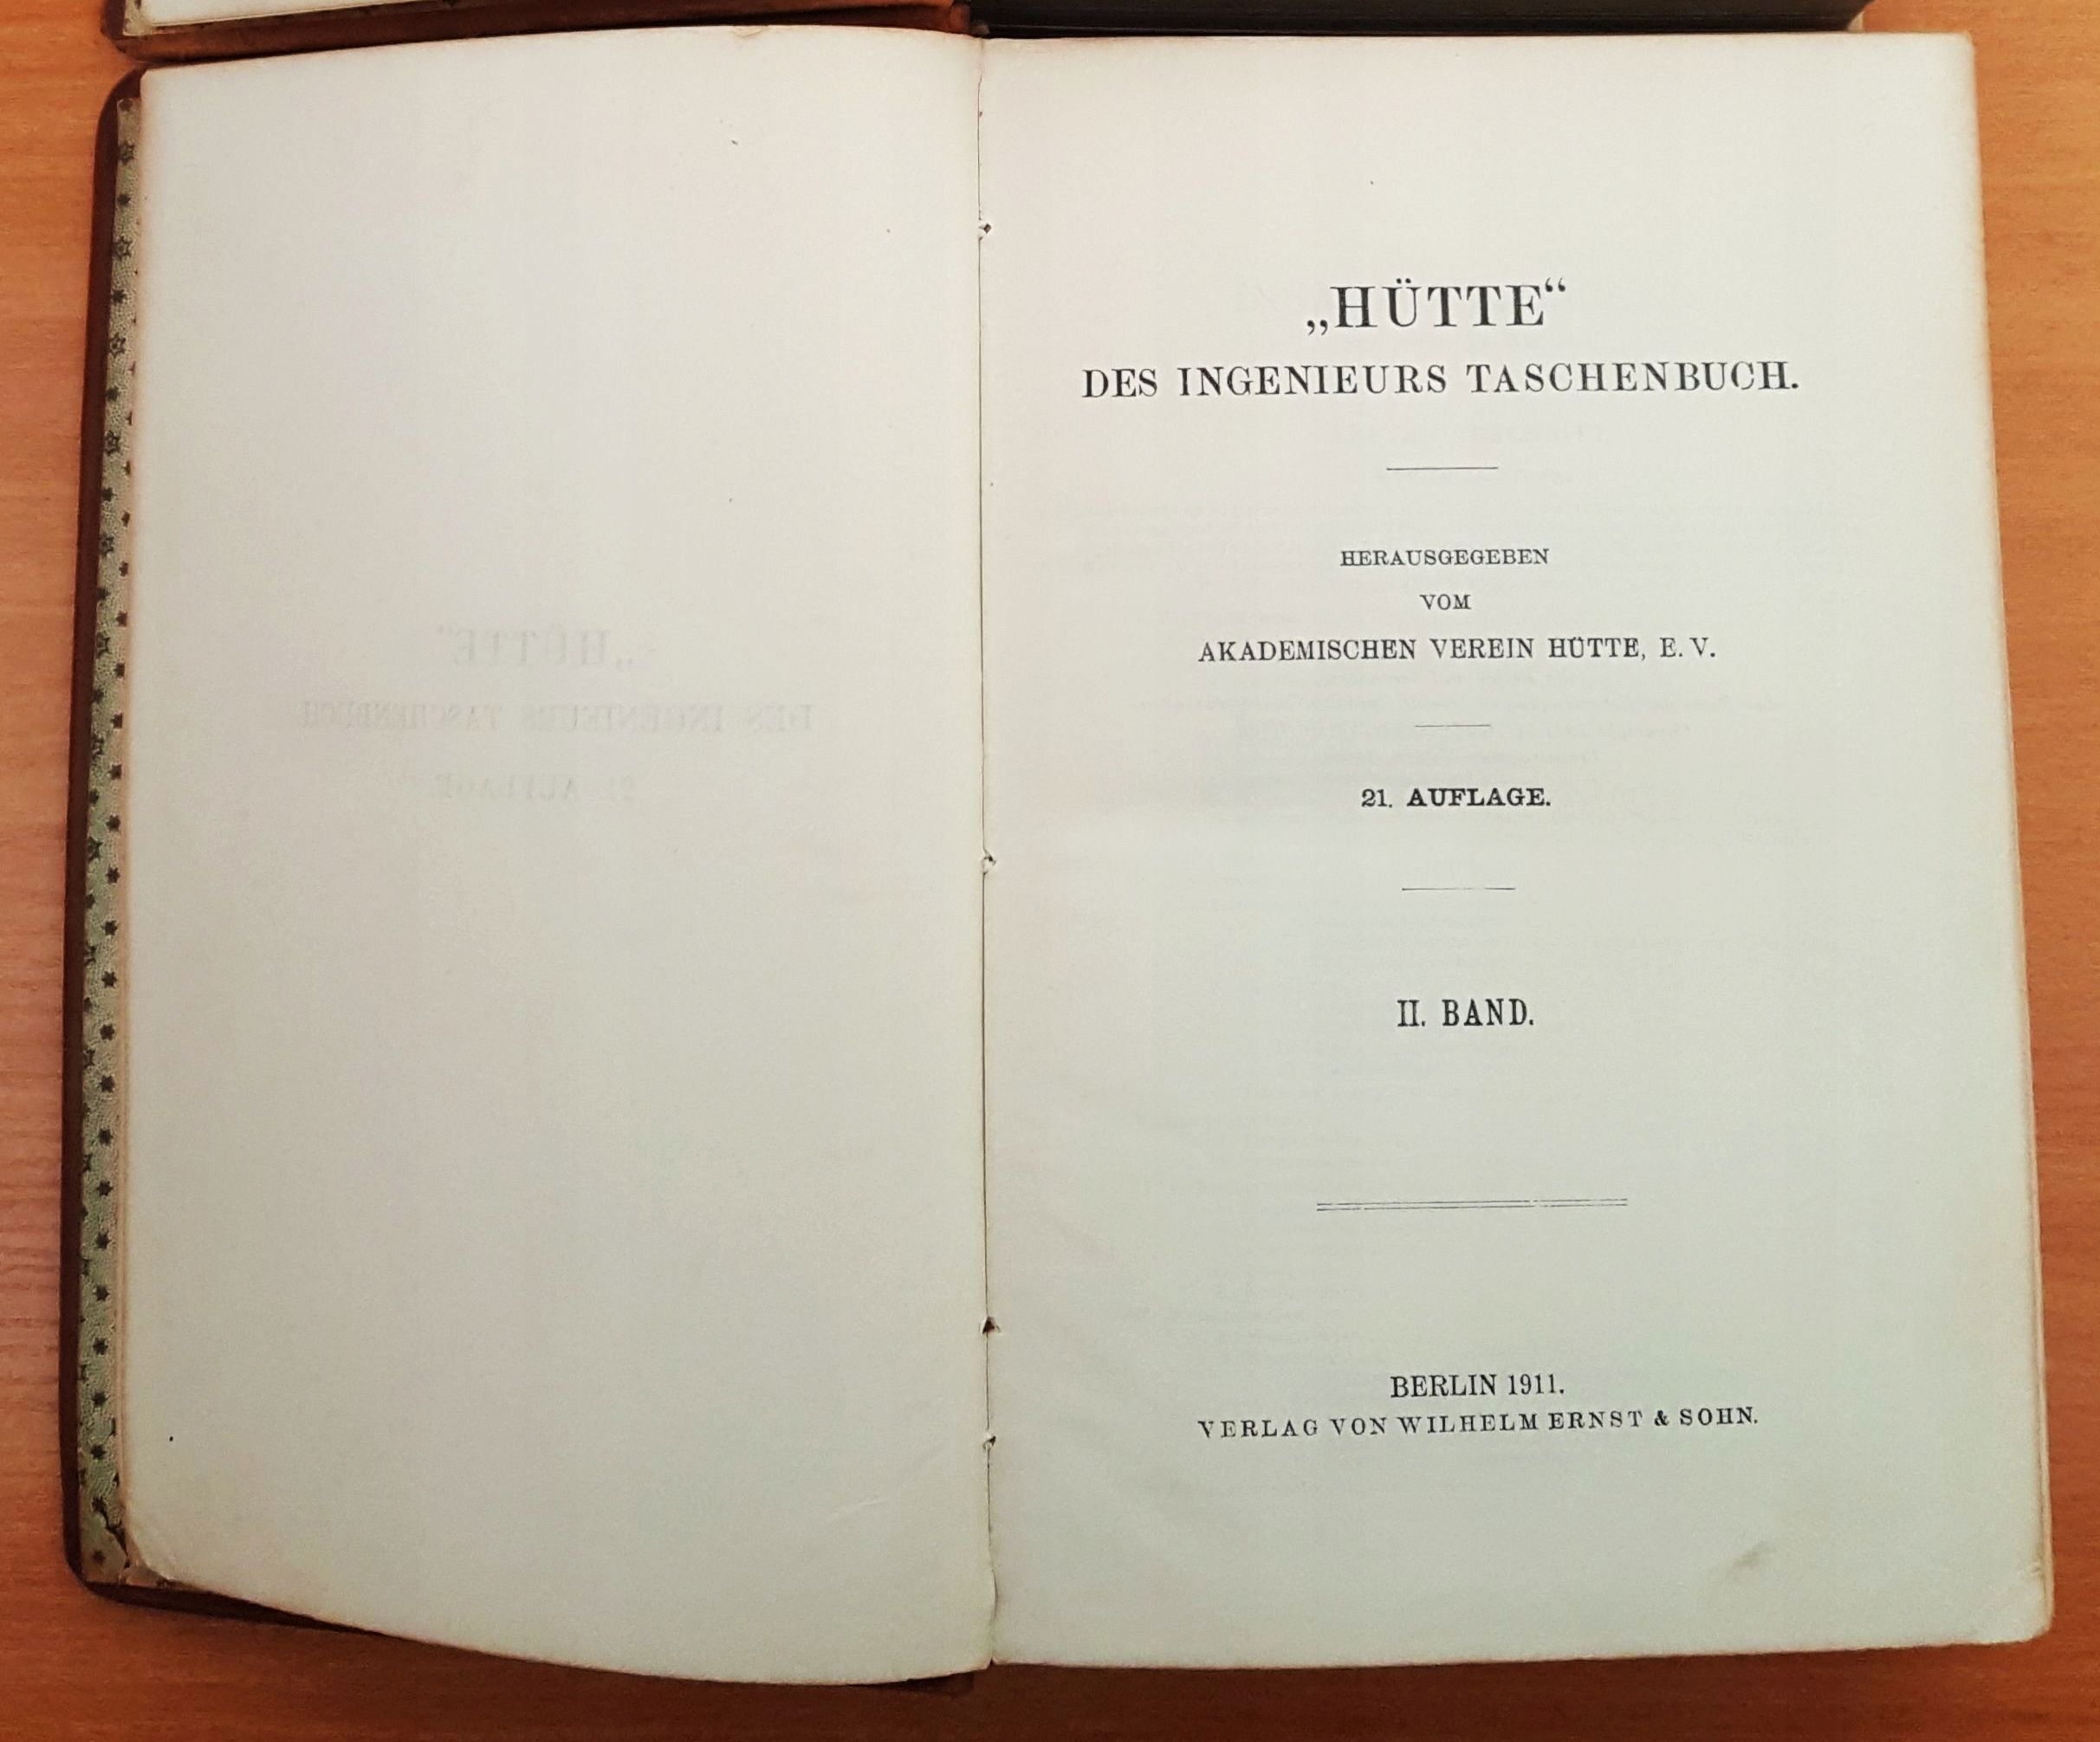 „HÜTTE“
DES INGENIEURS TASCHENBUCH.
HERAUSGEGEBEN
VOM
AKADEMISCHEN VEREIN HÜTTE, E. V.
21. AUFLAGE.
II. BAND.
BERLIN 1911.
VERLAG VON WILHELM ERNST & SOHN.